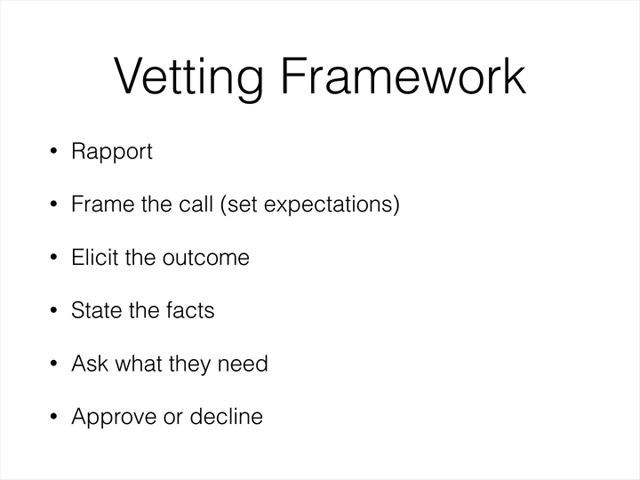 Vetting Framework
• Rapport
• Frame the call (set expectations)
• Elicit the outcome
• State the facts
• Ask what they need
• Approve or decline